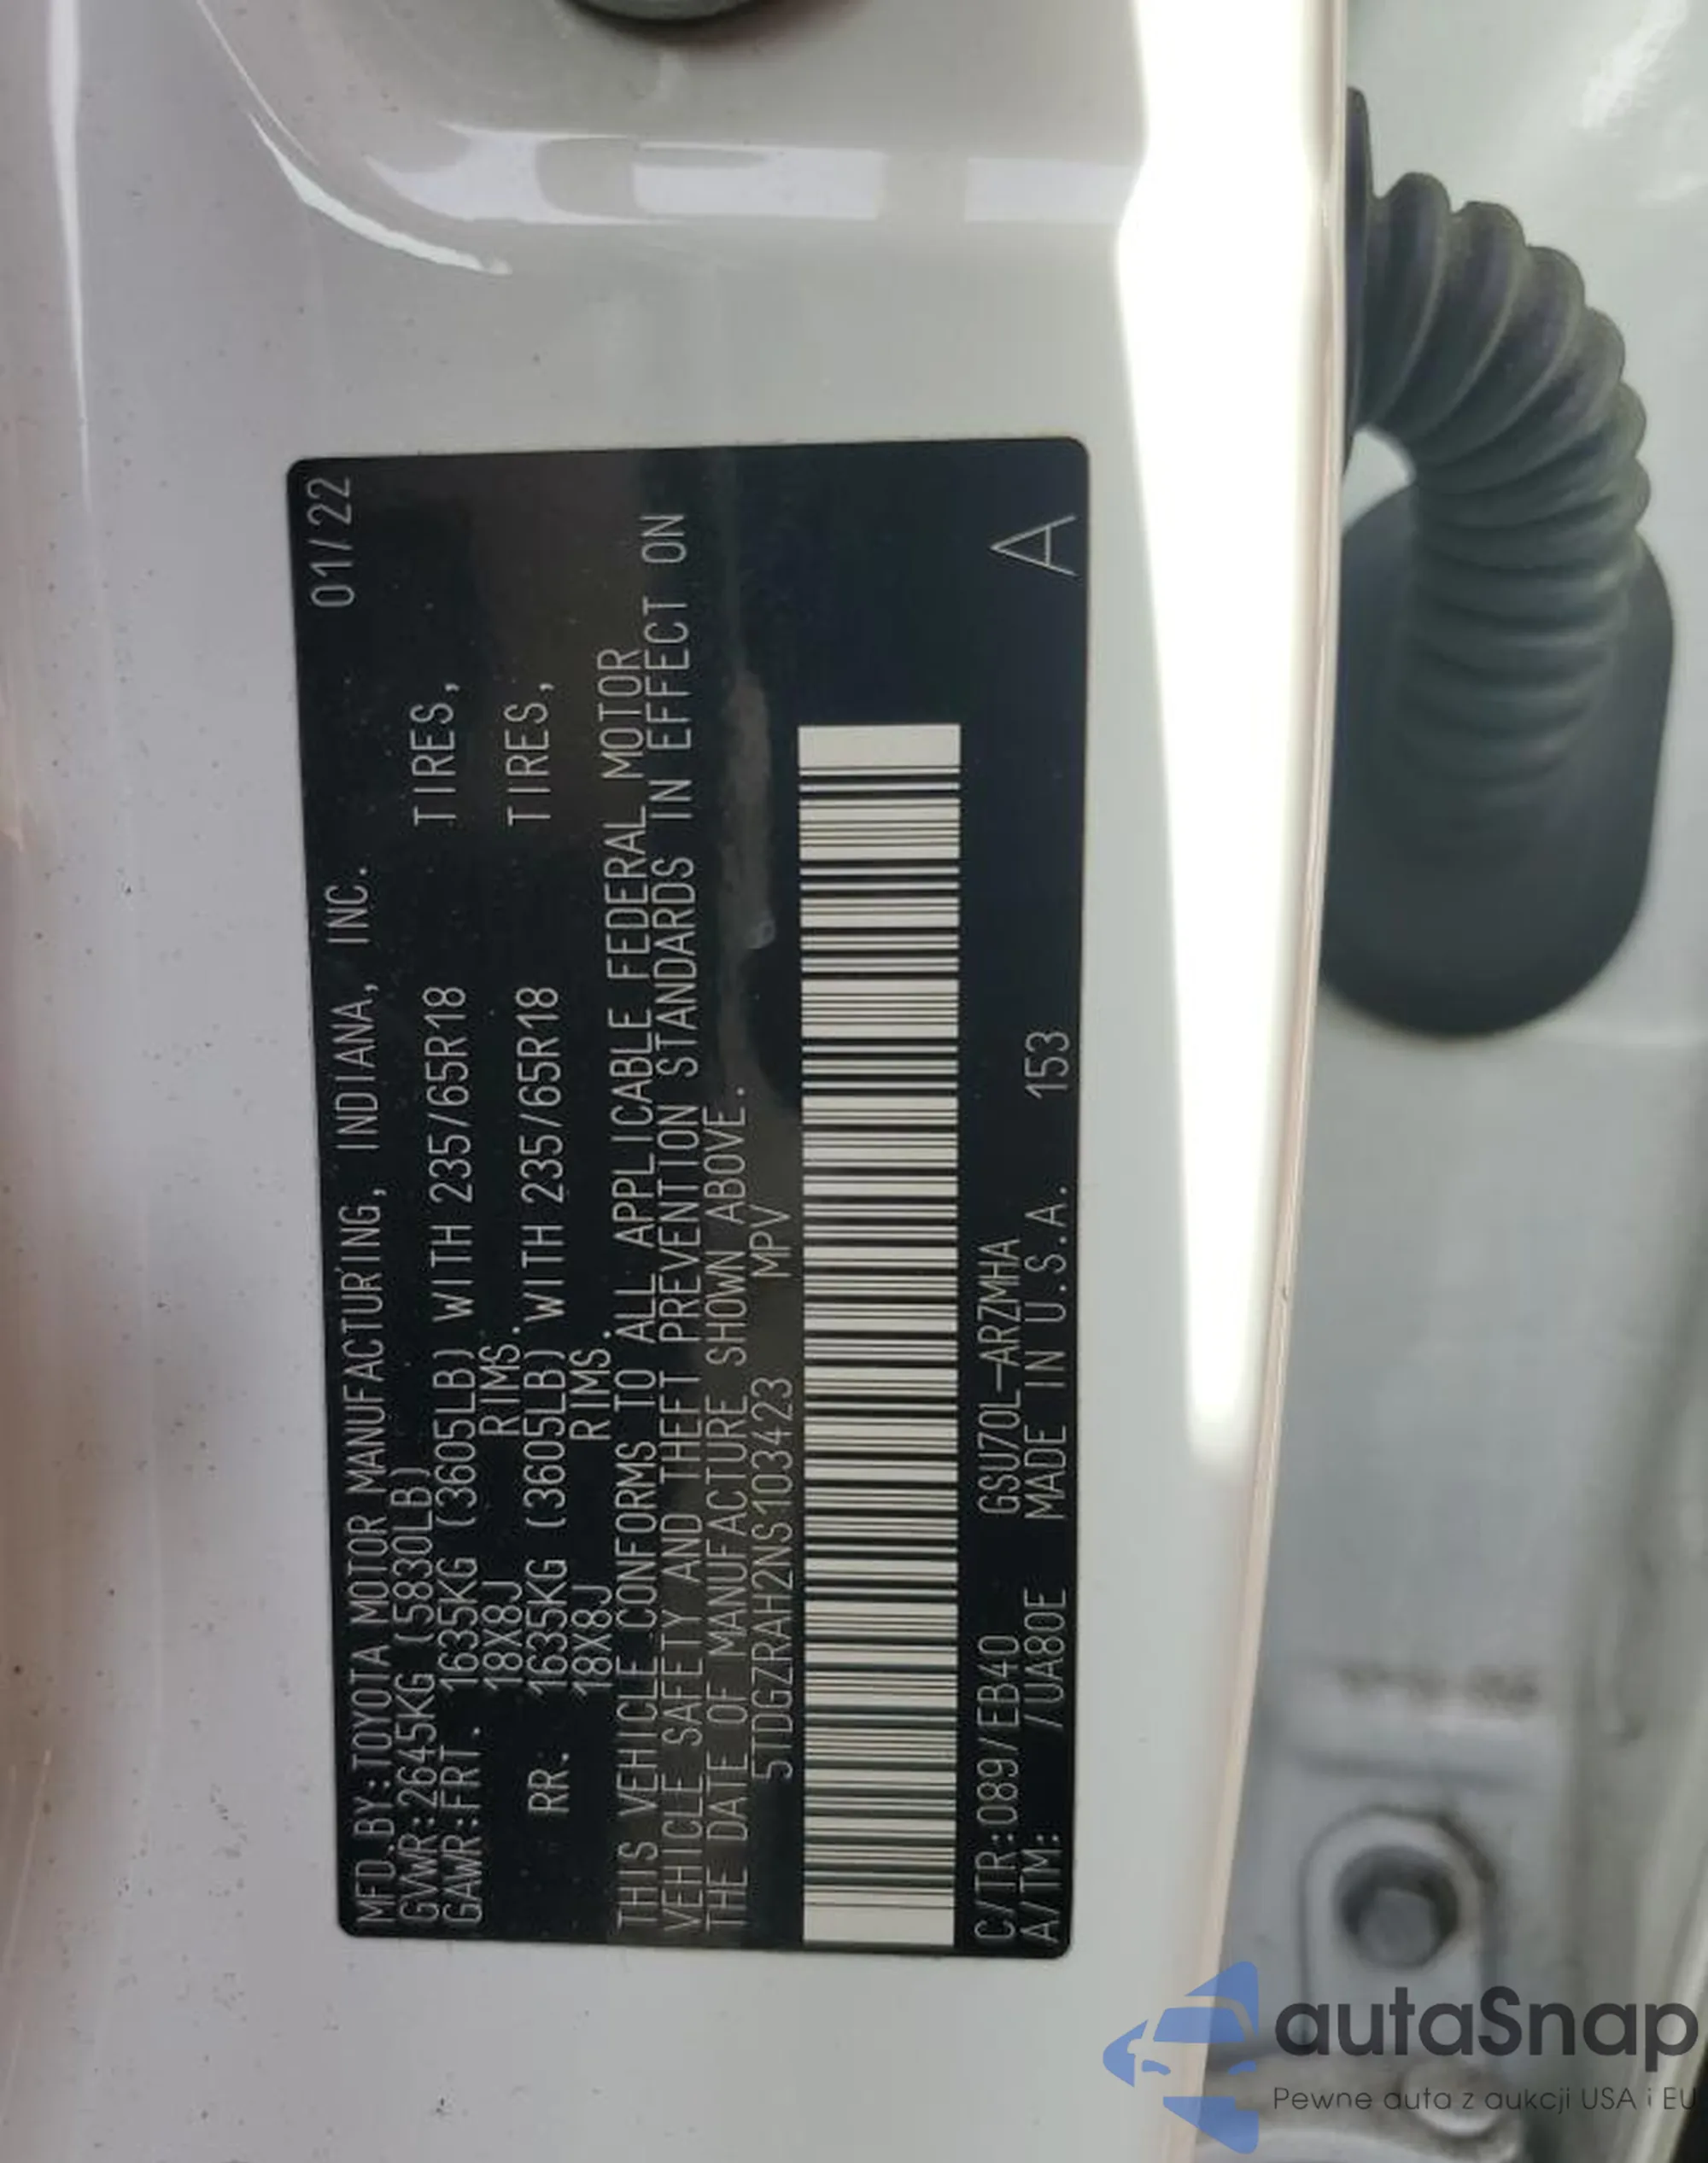 MFD.BY:TOYOTA MOTOR MANUFACTURING, INDIANA, INC. 01/22
GVWR:2645KG (5830LB)
GAWR:FRT. 1635KG (3605LB) WITH 235/65R18 TIRES,
18X8J RIMS.
RR. 1635KG (3605LB) WITH 235/65R18 TIRES,
18X8J RIMS.
THIS VEHICLE CONFORMS TO ALL APPLICABLE FEDERAL MOTOR
VEHICLE SAFETY AND THEFT PREVENTION STANDARDS IN EFFECT ON
THE DATE OF MANUFACTURE SHOWN ABOVE.
5TDGZRAH2NS103423 MPV
C/TR:089/EB40 GSU70L-ARZMHA
A/TM: /UA80E MADE IN U.S.A. 153 A
autaSnap
Pewne auta z aukcji USA i EU